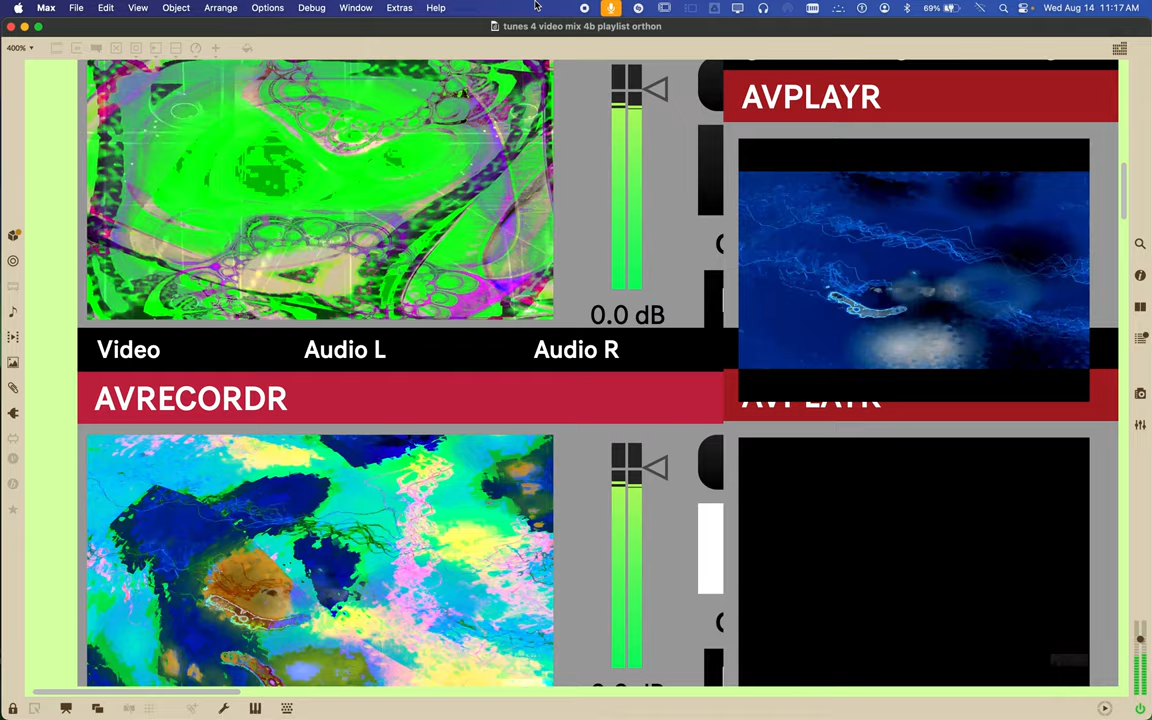 Max File Edit View Object Arrange Options Debug Window Extras Help 69% Wed Aug 14 11:17 AM
tunes 4 video mix 4b playlist orthon
400%
AVPLAYR
0.0 dB
Video Audio L Audio R
AVRECORDR
AVPLAYR